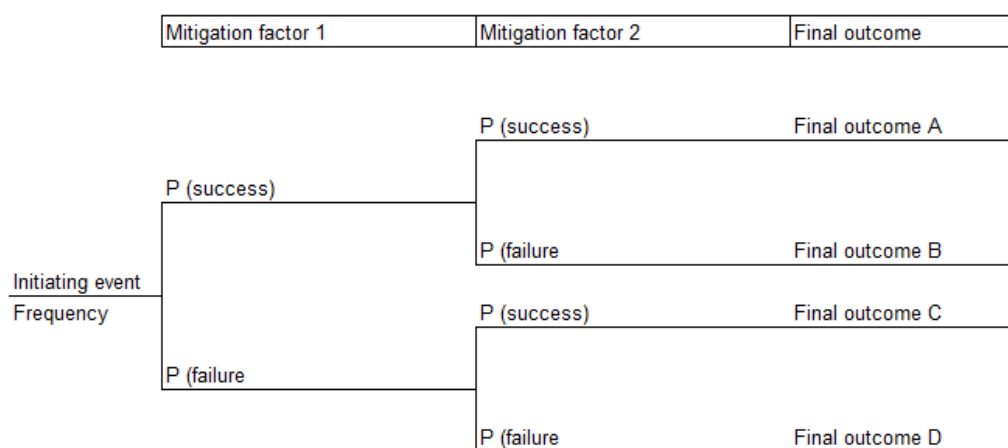 Mitigation factor 1 Mitigation factor 2 Final outcome
P (success) Final outcome A
P (success)
P (failure Final outcome B
Initiating event
Frequency
P (success) Final outcome C
P (failure
P (failure Final outcome D